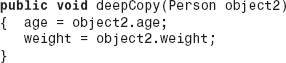 public void deepCopy(Person object2)
{  age = object2.age;
   weight = object2.weight;
}